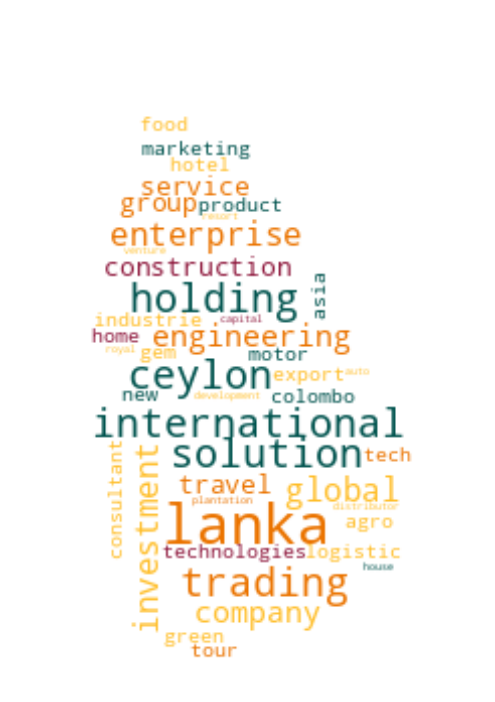 food
marketing
hotel
service
group product
resort
enterprise
venture
construction
holding asia
industrie capital
home engineering
royal gem motor
ceylon export auto
new development colombo
international
solution tech
consultant investment travel global
plantation distributor
lanka agro
technologies logistic
house
trading
company
green
tour